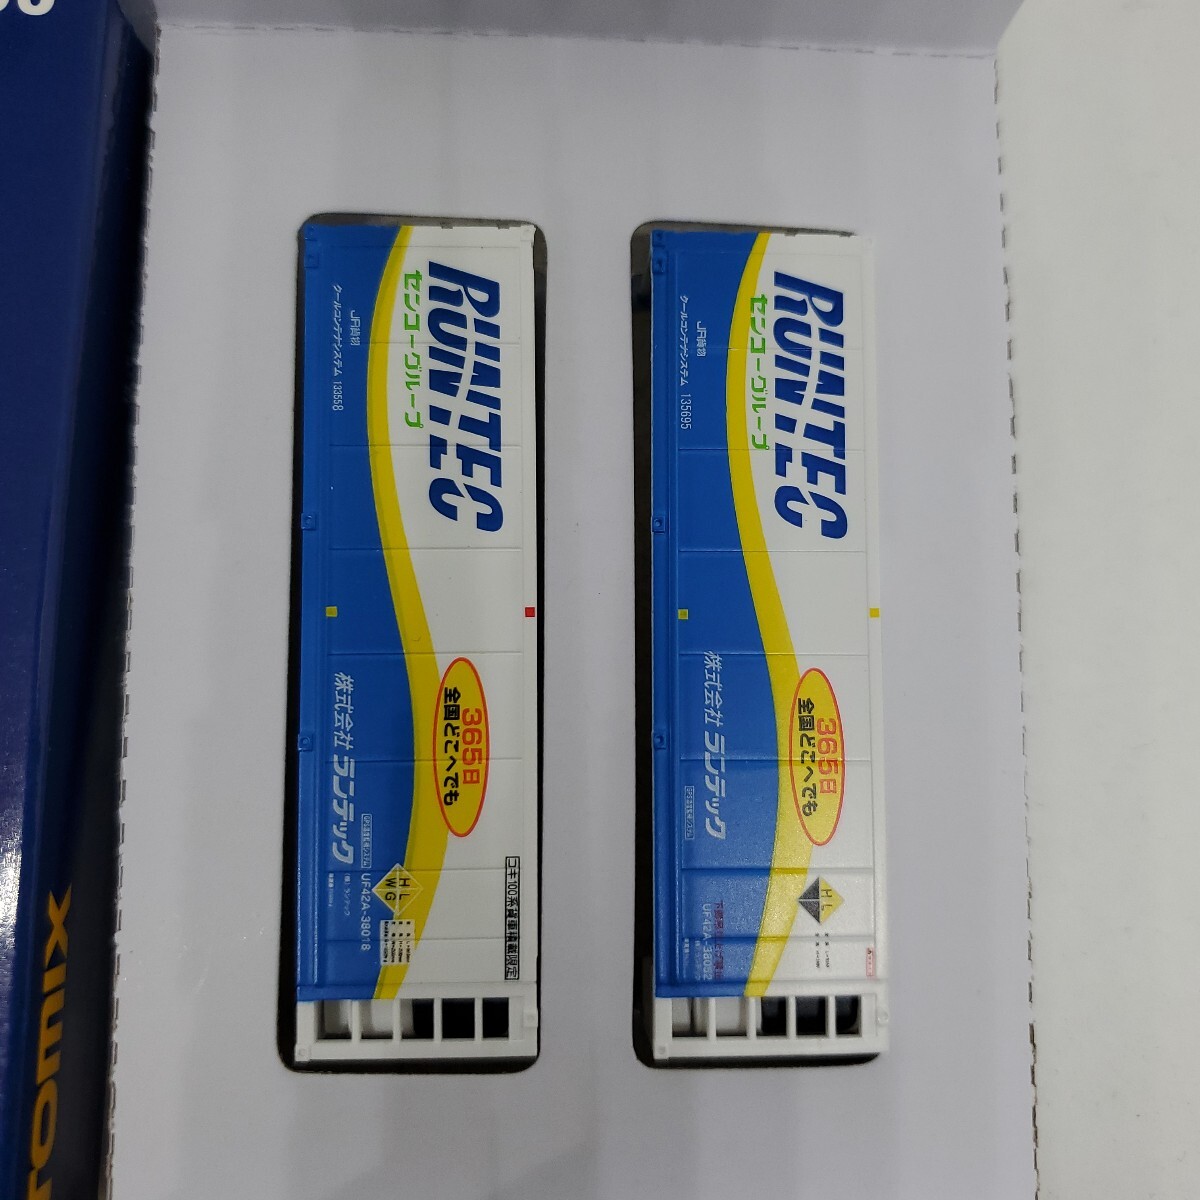 RUNTEC
センコーグループ
JR貨物
クールコンテナシステム 133558
365日
全国どこへでも
株式会社 ランテック
UF42A-38018
HL
WG
コキ100系貨車積載限定
RUNTEC
センコーグループ
JR貨物
クールコンテナシステム 135695
365日
全国どこへでも
株式会社 ランテック
UF42A-38052
HL
TOMIX